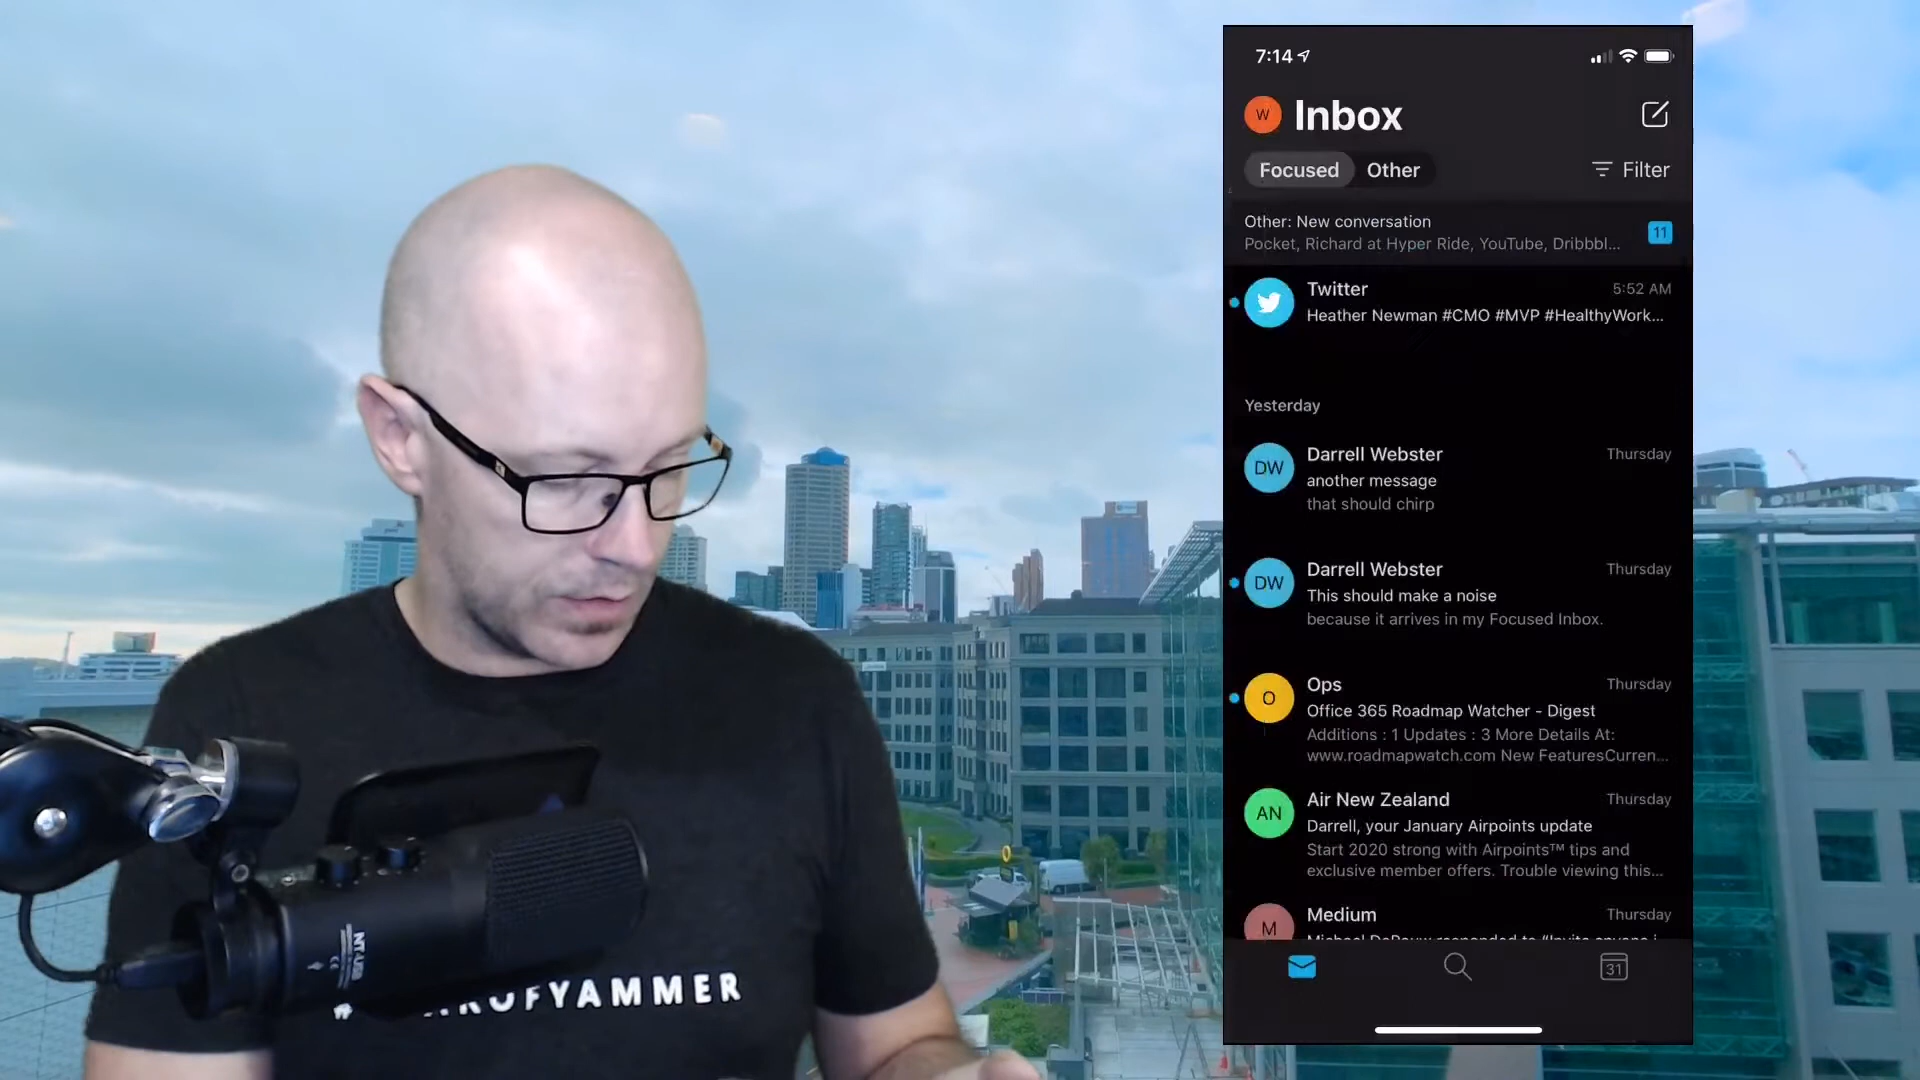 7:14
W
Inbox
Focused
Other
Filter
Other: New conversation
Pocket, Richard at Hyper Ride, YouTube, Dribbbl...
11
Twitter
5:52 AM
Heather Newman #CMO #MVP #HealthyWork...
Yesterday
DW
Darrell Webster
Thursday
another message
that should chirp
DW
Darrell Webster
Thursday
This should make a noise
because it arrives in my Focused Inbox.
O
Ops
Thursday
Office 365 Roadmap Watcher - Digest
Additions : 1 Updates : 3 More Details At:
www.roadmapwatch.com New FeaturesCurren...
AN
Air New Zealand
Thursday
Darrell, your January Airpoints update
Start 2020 strong with Airpoints™ tips and
exclusive member offers. Trouble viewing this...
M
Medium
Thursday
31
NT-USB